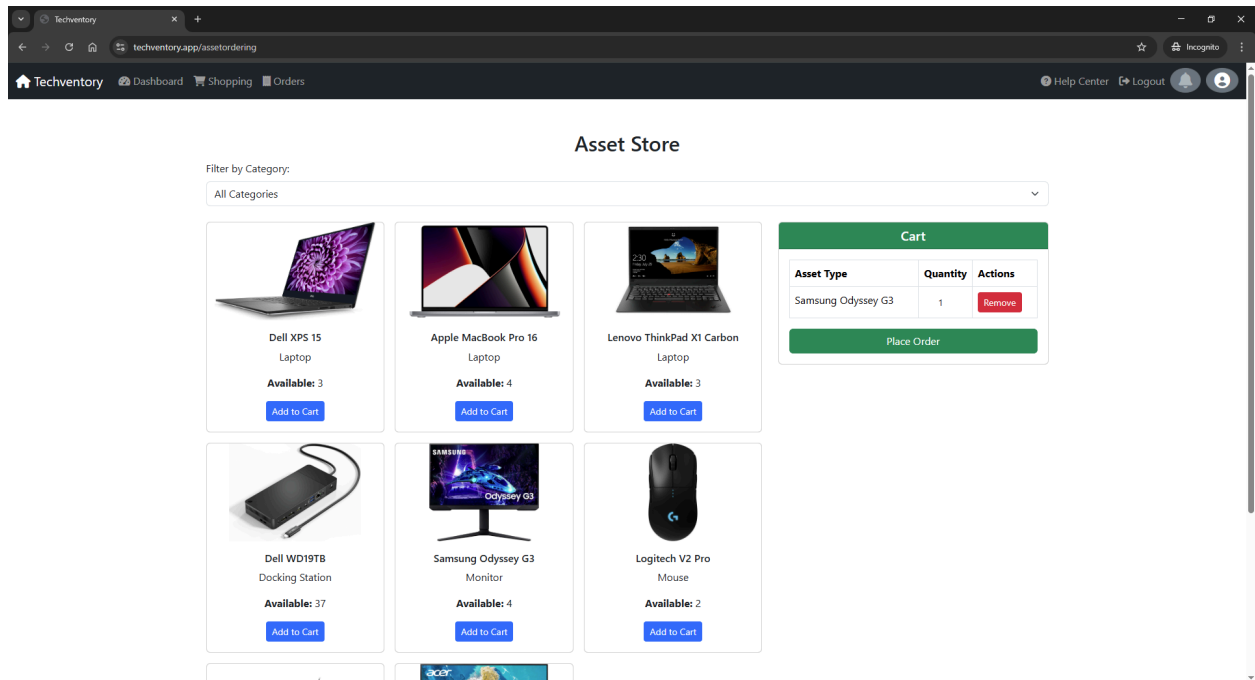 Techventory
techventory.app/assetordering
Incognito
Techventory Dashboard Shopping Orders Help Center Logout
Asset Store
Filter by Category:
All Categories
Dell XPS 15
Laptop
Available: 3
Add to Cart
Apple MacBook Pro 16
Laptop
Available: 4
Add to Cart
2:30
Lenovo ThinkPad X1 Carbon
Laptop
Available: 3
Add to Cart
Cart
Asset Type Quantity Actions
Samsung Odyssey G3 1 Remove
Place Order
Dell WD19TB
Docking Station
Available: 37
Add to Cart
SAMSUNG
Odyssey G3
Samsung Odyssey G3
Monitor
Available: 4
Add to Cart
Logitech V2 Pro
Mouse
Available: 2
Add to Cart
acer